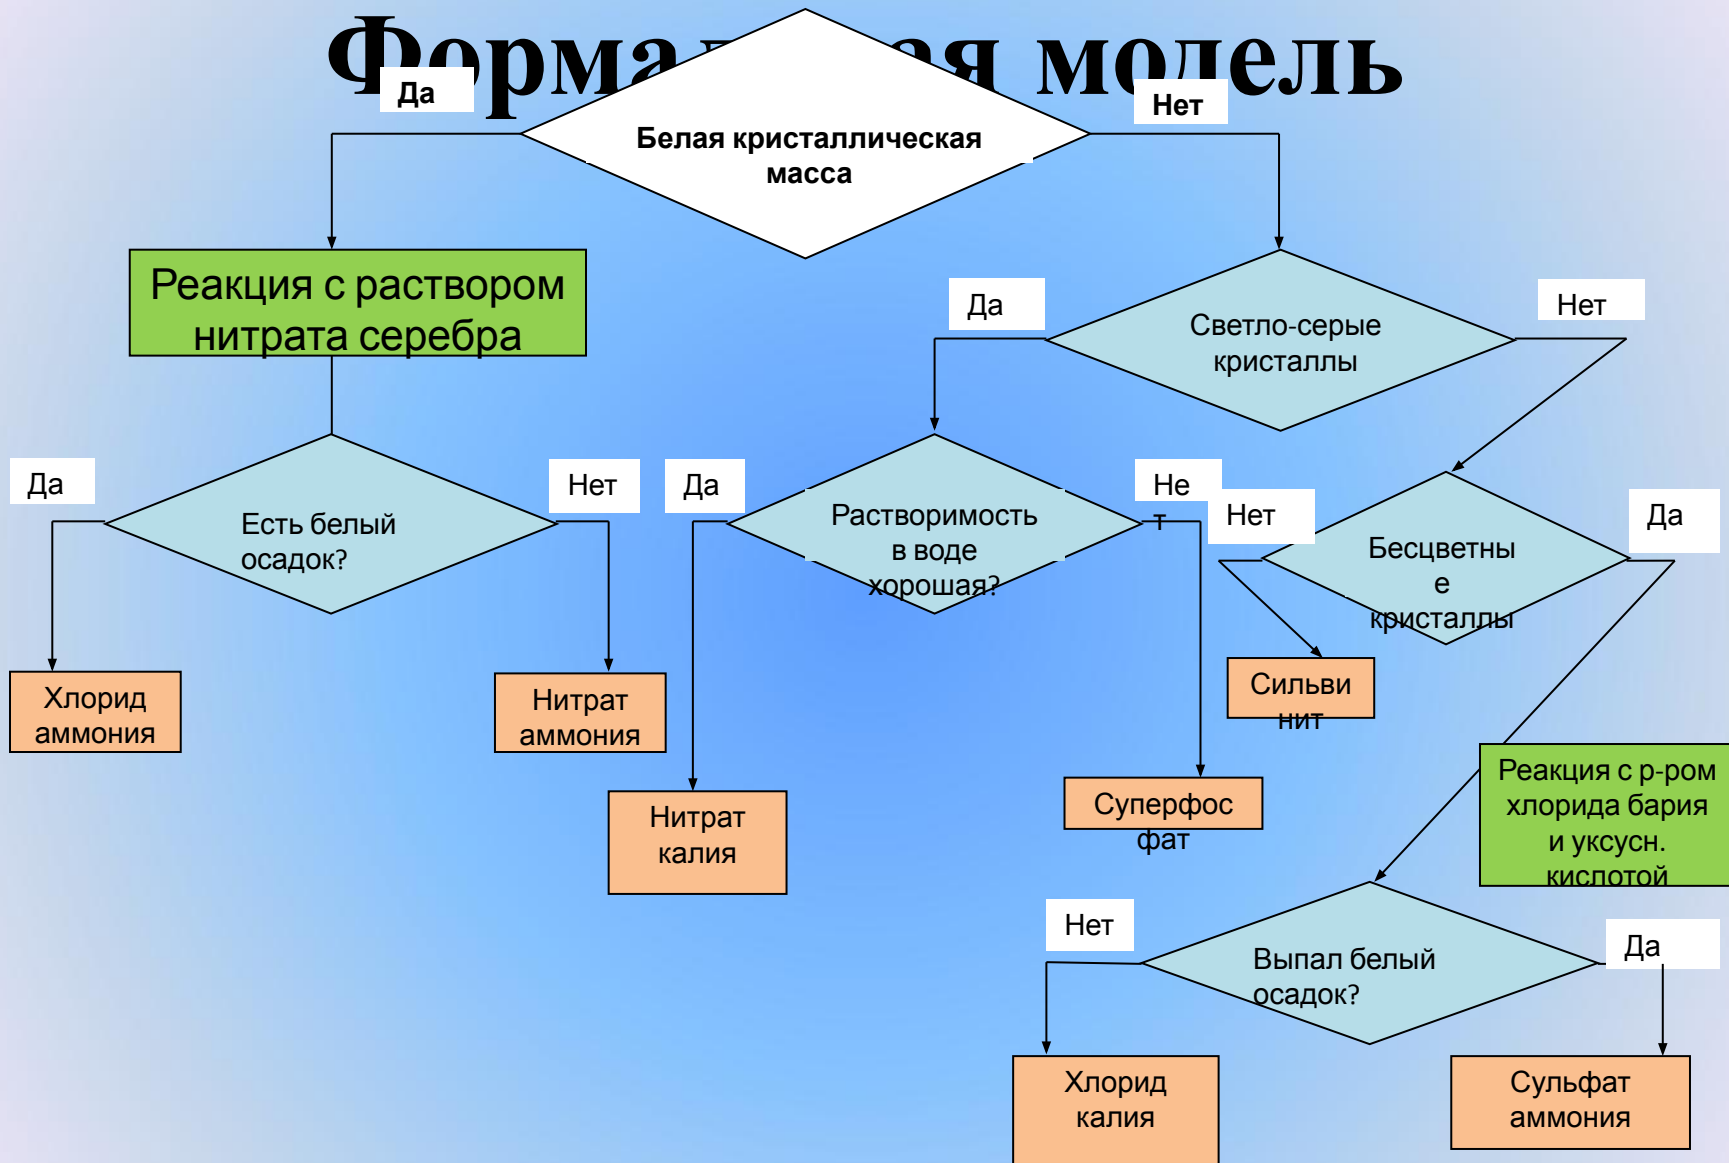 Формальная модель
Да
Нет
Белая кристаллическая
масса
Реакция с раствором
нитрата серебра
Да
Нет
Светло-серые
кристаллы
Да
Нет
Да
Не
т
Нет
Да
Есть белый
осадок?
Растворимость
в воде
хорошая?
Бесцветны
е
кристаллы
Хлорид
аммония
Нитрат
аммония
Сильви
нит
Нитрат
калия
Суперфос
фат
Реакция с р-ром
хлорида бария
и уксусн.
кислотой
Нет
Да
Выпал белый
осадок?
Хлорид
калия
Сульфат
аммония